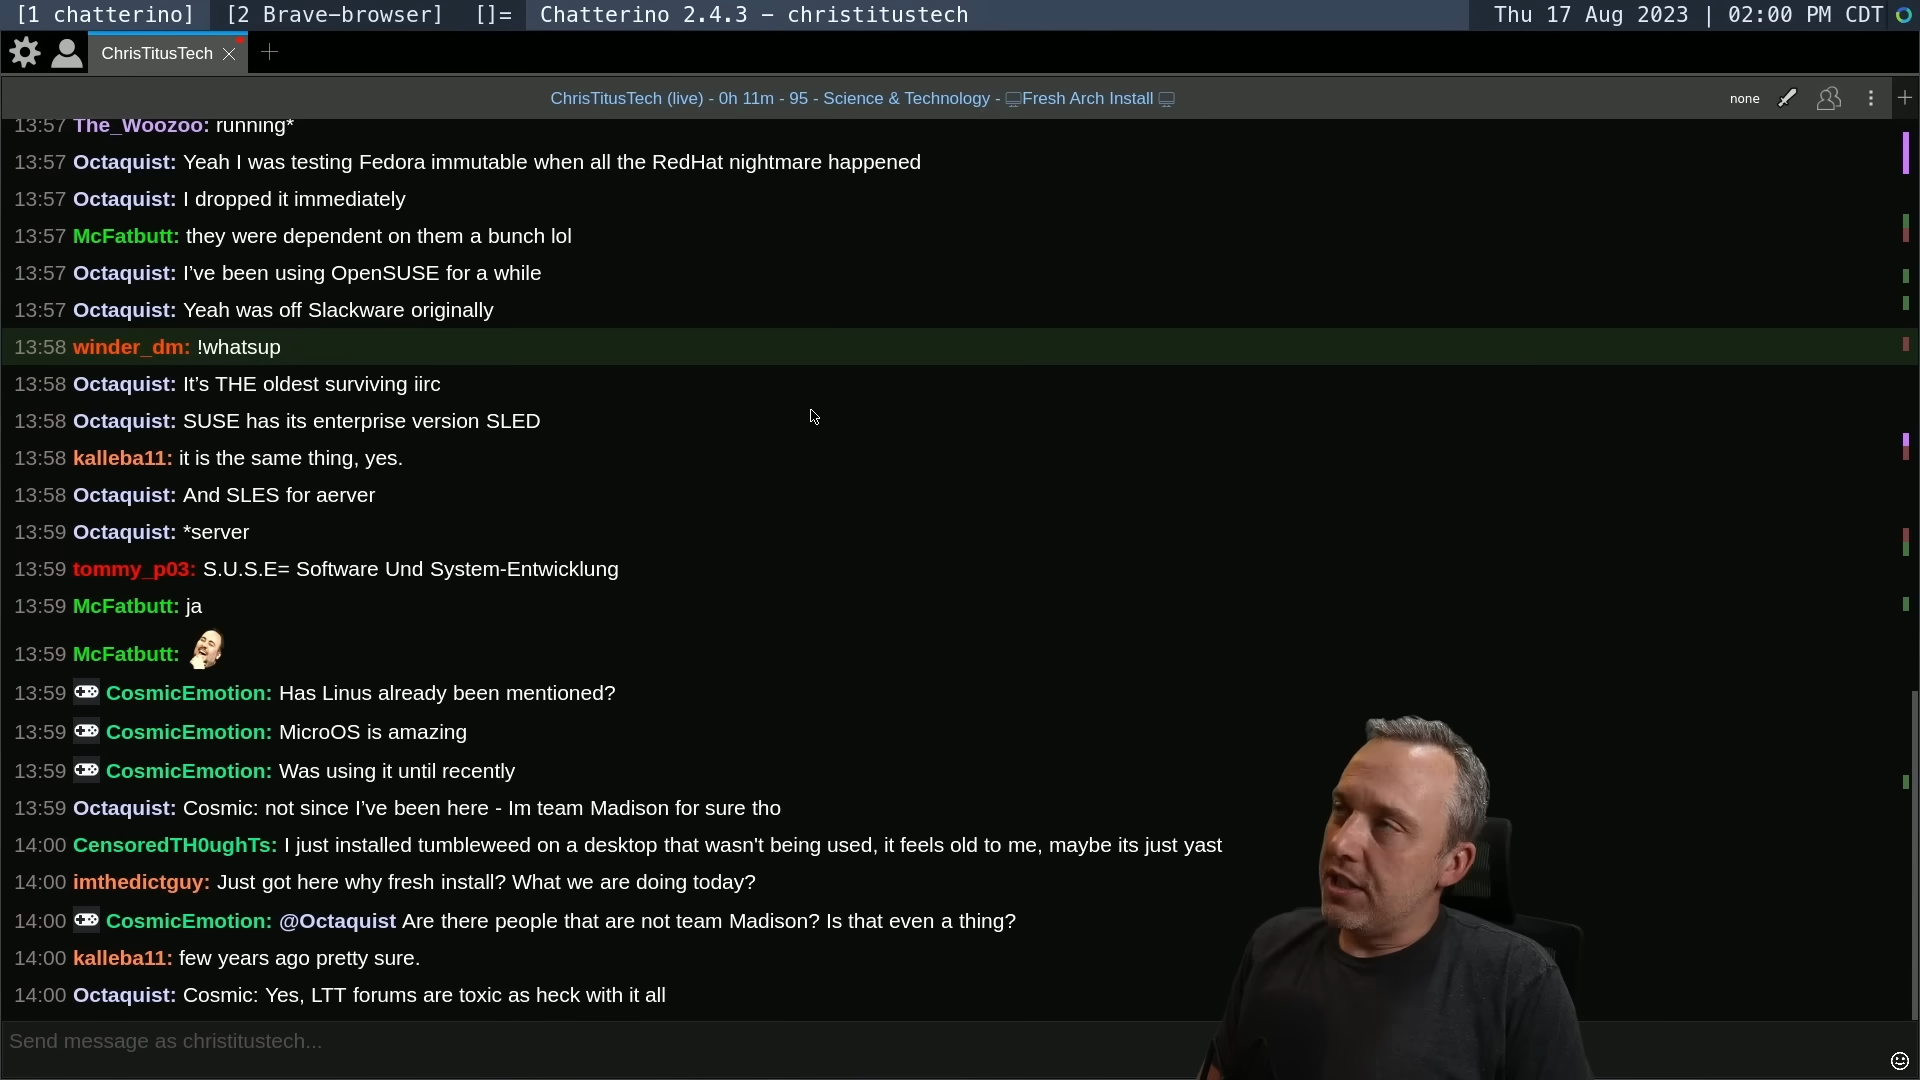 [1 chatterino] [2 Brave-browser] []= Chatterino 2.4.3 - christitustech Thu 17 Aug 2023 | 02:00 PM CDT
ChrisTitusTech
ChrisTitusTech (live) - 0h 11m - 95 - Science & Technology - 🖥Fresh Arch Install 🖥 none
13:57 The_Woozoo: running*
13:57 Octaquist: Yeah I was testing Fedora immutable when all the RedHat nightmare happened
13:57 Octaquist: I dropped it immediately
13:57 McFatbutt: they were dependent on them a bunch lol
13:57 Octaquist: I’ve been using OpenSUSE for a while
13:57 Octaquist: Yeah was off Slackware originally
13:58 winder_dm: !whatsup
13:58 Octaquist: It’s THE oldest surviving iirc
13:58 Octaquist: SUSE has its enterprise version SLED
13:58 kalleba11: it is the same thing, yes.
13:58 Octaquist: And SLES for aerver
13:59 Octaquist: *server
13:59 tommy_p03: S.U.S.E= Software Und System-Entwicklung
13:59 McFatbutt: ja
13:59 McFatbutt:
13:59 CosmicEmotion: Has Linus already been mentioned?
13:59 CosmicEmotion: MicroOS is amazing
13:59 CosmicEmotion: Was using it until recently
13:59 Octaquist: Cosmic: not since I’ve been here - Im team Madison for sure tho
14:00 CensoredTH0ughTs: I just installed tumbleweed on a desktop that wasn't being used, it feels old to me, maybe its just yast
14:00 imthedictguy: Just got here why fresh install? What we are doing today?
14:00 CosmicEmotion: @Octaquist Are there people that are not team Madison? Is that even a thing?
14:00 kalleba11: few years ago pretty sure.
14:00 Octaquist: Cosmic: Yes, LTT forums are toxic as heck with it all
Send message as christitustech...